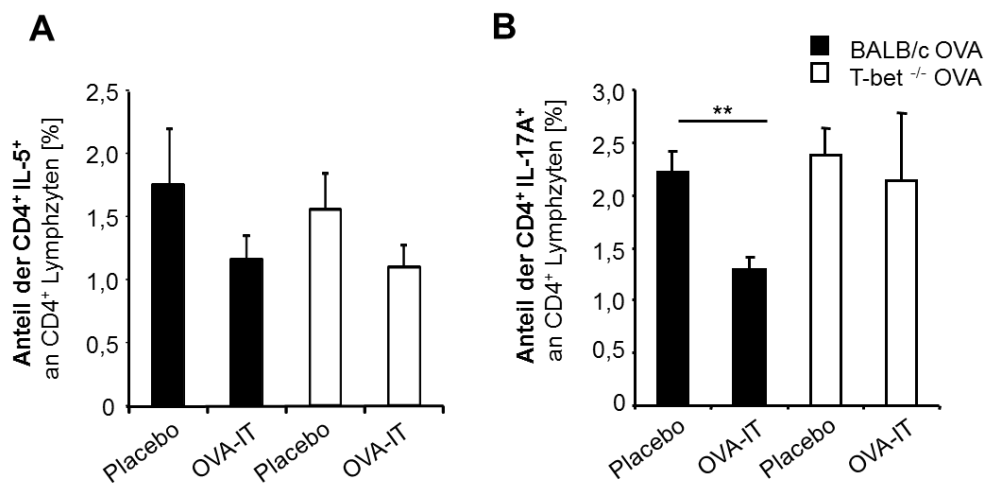 A
Anteil der CD4⁺ IL-5⁺
an CD4⁺ Lymphzyten [%]
2,5
2.0
1.5
1.0
0,5
0
Placebo
OVA-IT
Placebo
OVA-IT
B
BALB/c OVA
T-bet ⁻/⁻ OVA
Anteil der CD4⁺ IL-17A⁺
an CD4⁺ Lymphzyten [%]
3,0
2.5
2.0
1.5
1,0
0,5
0
**
Placebo
OVA-IT
Placebo
OVA-IT